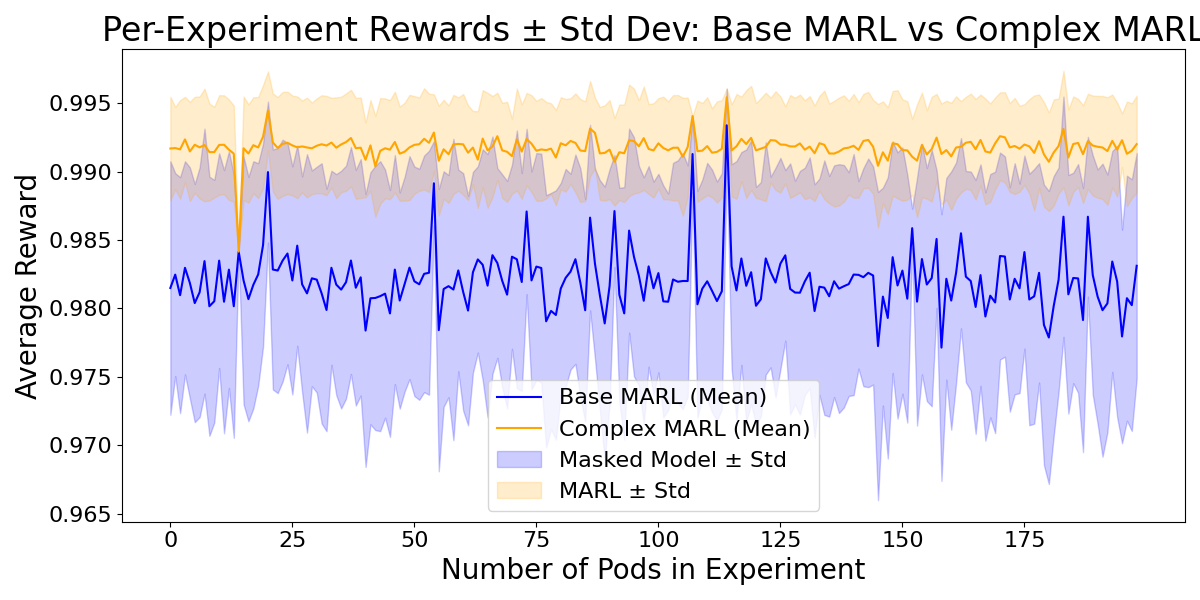 Per-Experiment Rewards ± Std Dev: Base MARL vs Complex MARL
Average Reward
0.995
0.990
0.985
0.980
0.975
0.970
0.965
Base MARL (Mean)
Complex MARL (Mean)
Masked Model ± Std
MARL ± Std
0 25 50 75 100 125 150 175
Number of Pods in Experiment